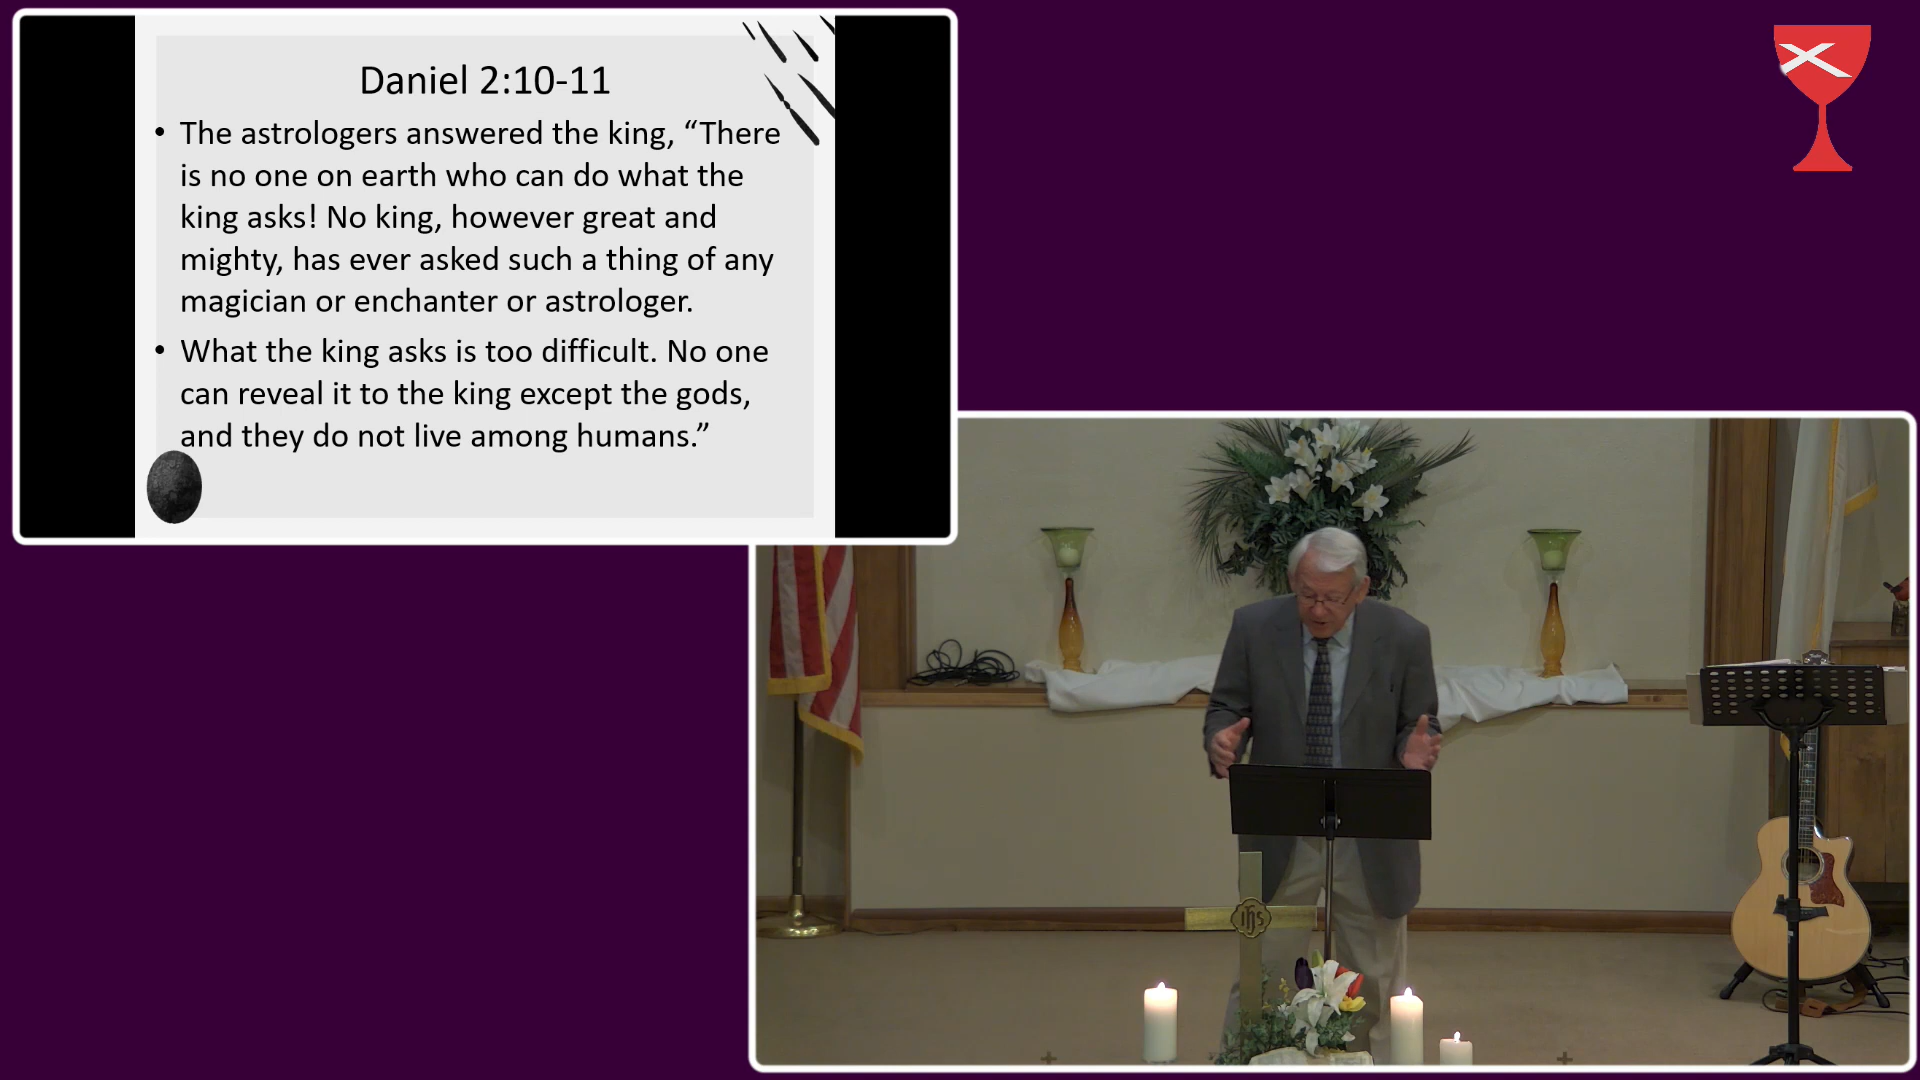 Daniel 2:10-11
• The astrologers answered the king, “There
is no one on earth who can do what the
king asks! No king, however great and
mighty, has ever asked such a thing of any
magician or enchanter or astrologer.
• What the king asks is too difficult. No one
can reveal it to the king except the gods,
and they do not live among humans.”
IHS